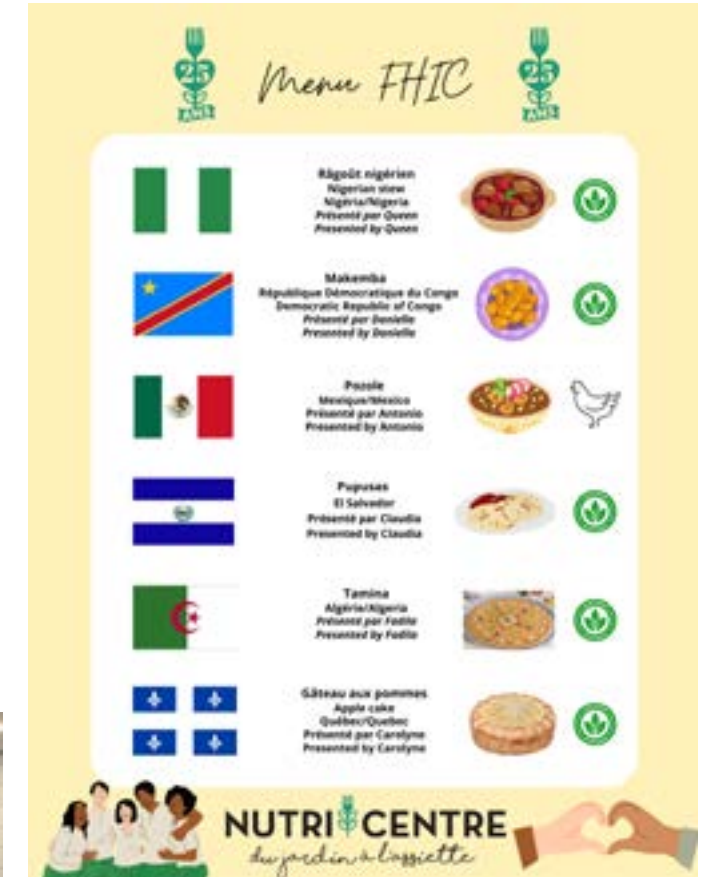 25
ANS
Menu FHIC
25
ANS
Râgoût nigérien
Nigerian stew
Nigéria/Nigeria
Présenté par Queen
Presented by Queen
Makemba
République Démocratique du Congo
Democratic Republic of Congo
Présenté par Danielle
Presented by Danielle
Pozole
Mexique/Mexico
Présenté par Antonio
Presented by Antonio
Pupusas
El Salvador
Présenté par Claudia
Presented by Claudia
Tamina
Algérie/Algeria
Présenté par Fadila
Presented by Fadila
Gâteau aux pommes
Apple cake
Québec/Quebec
Présenté par Carolyne
Presented by Carolyne
NUTRI CENTRE
du jardin à l'assiette